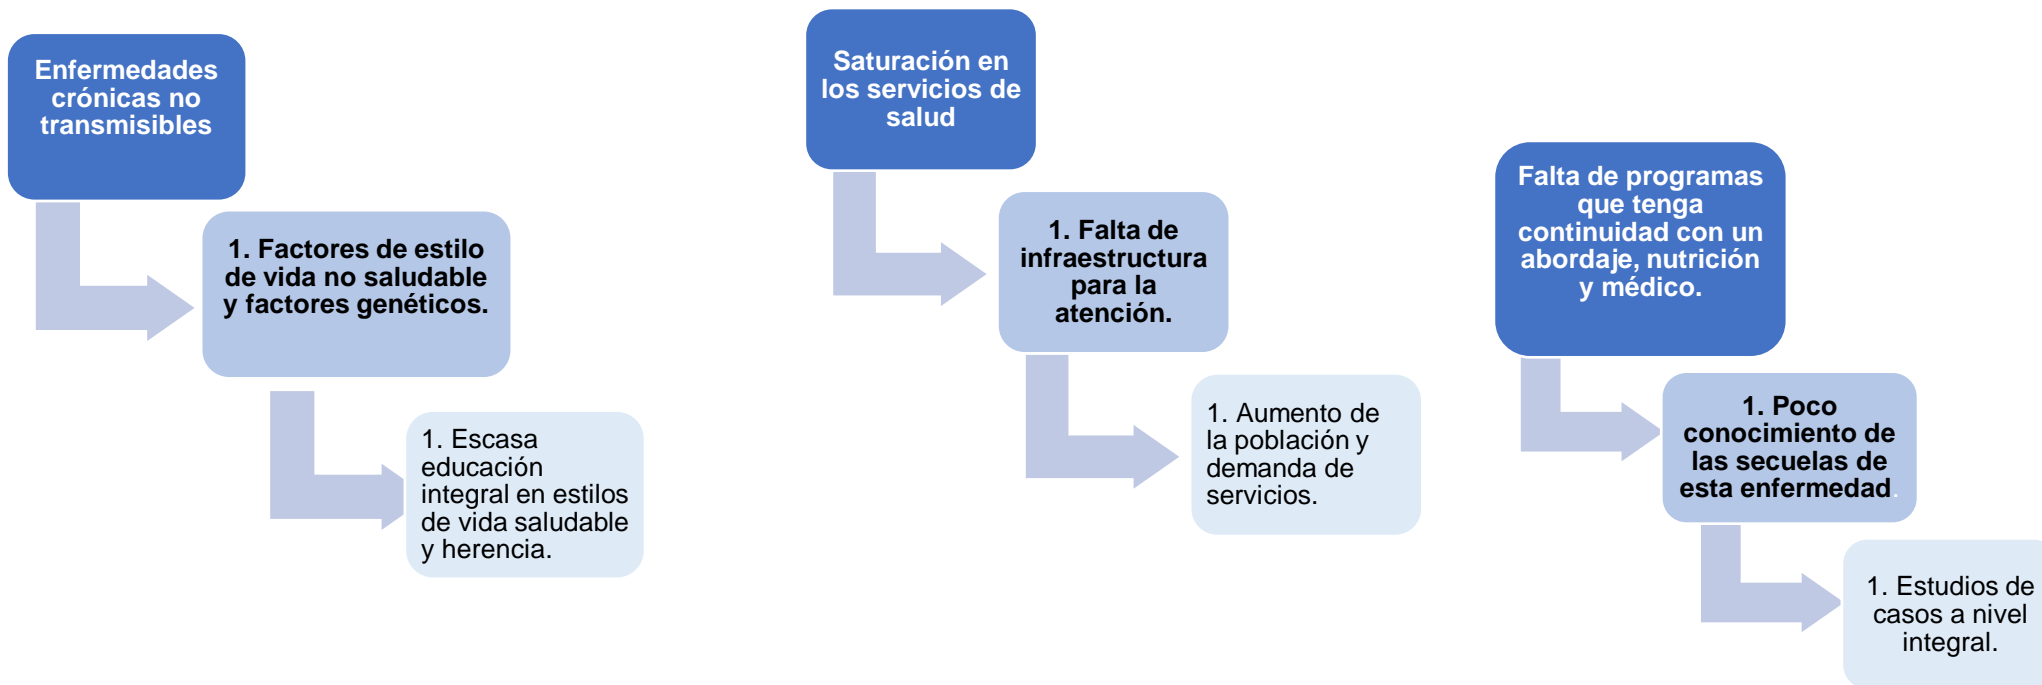 Enfermedades
crónicas no
transmisibles
1. Factores de estilo
de vida no saludable
y factores genéticos.
1. Escasa
educación
integral en estilos
de vida saludable
y herencia.
Saturación en
los servicios de
salud
1. Falta de
infraestructura
para la
atención.
1. Aumento de
la población y
demanda de
servicios.
Falta de programas
que tenga
continuidad con un
abordaje, nutrición
y médico.
1. Poco
conocimiento de
las secuelas de
esta enfermedad.
1. Estudios de
casos a nivel
integral.